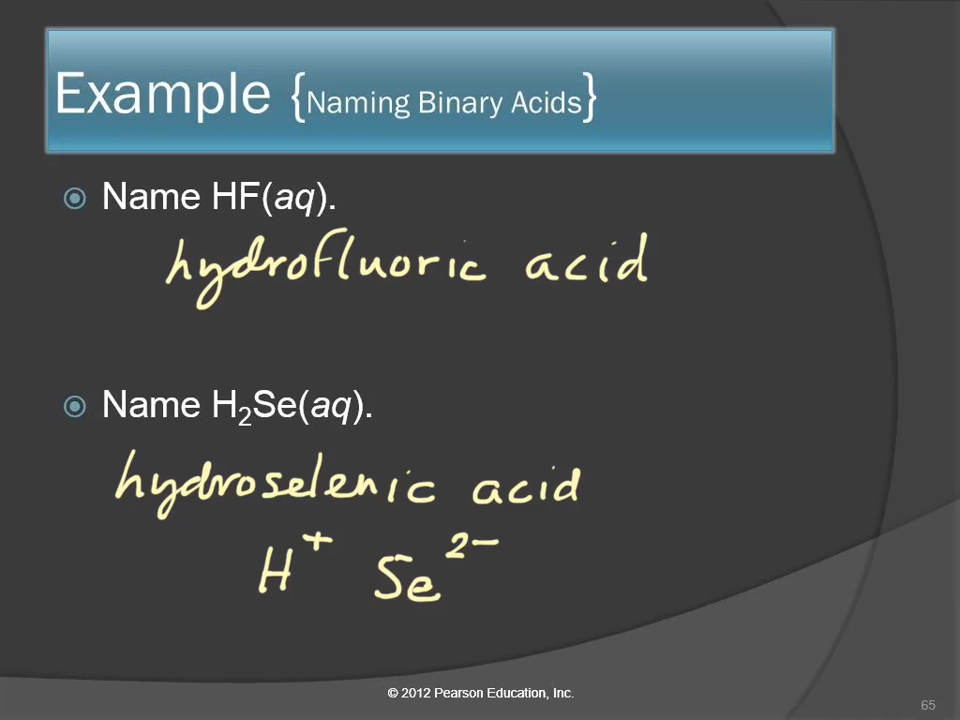 Example {Naming Binary Acids}
Name HF(aq).
hydrofluoric acid
Name H₂Se(aq).
hydroselenic acid
H⁺ Se²⁻
© 2012 Pearson Education, Inc.
65